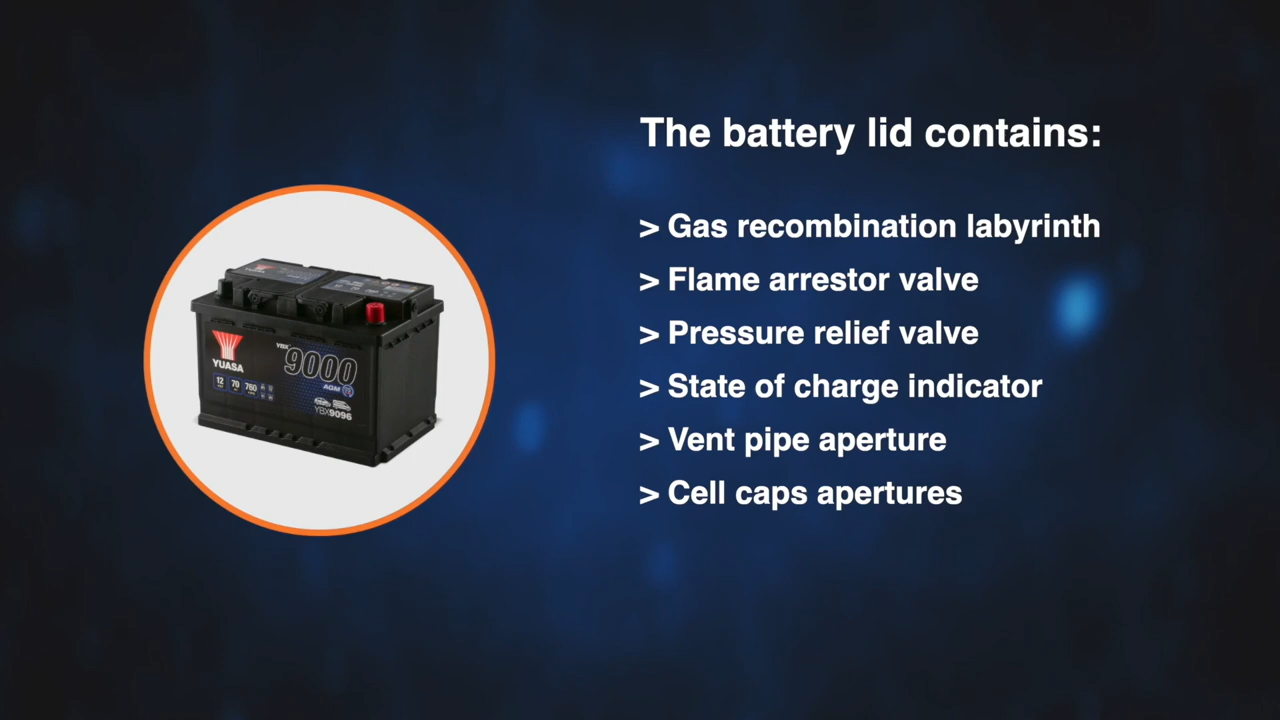 The battery lid contains:
> Gas recombination labyrinth
> Flame arrestor valve
> Pressure relief valve
> State of charge indicator
> Vent pipe aperture
> Cell caps apertures
YUASA
YBX
9000
AGM
12 70 760
YBX9096